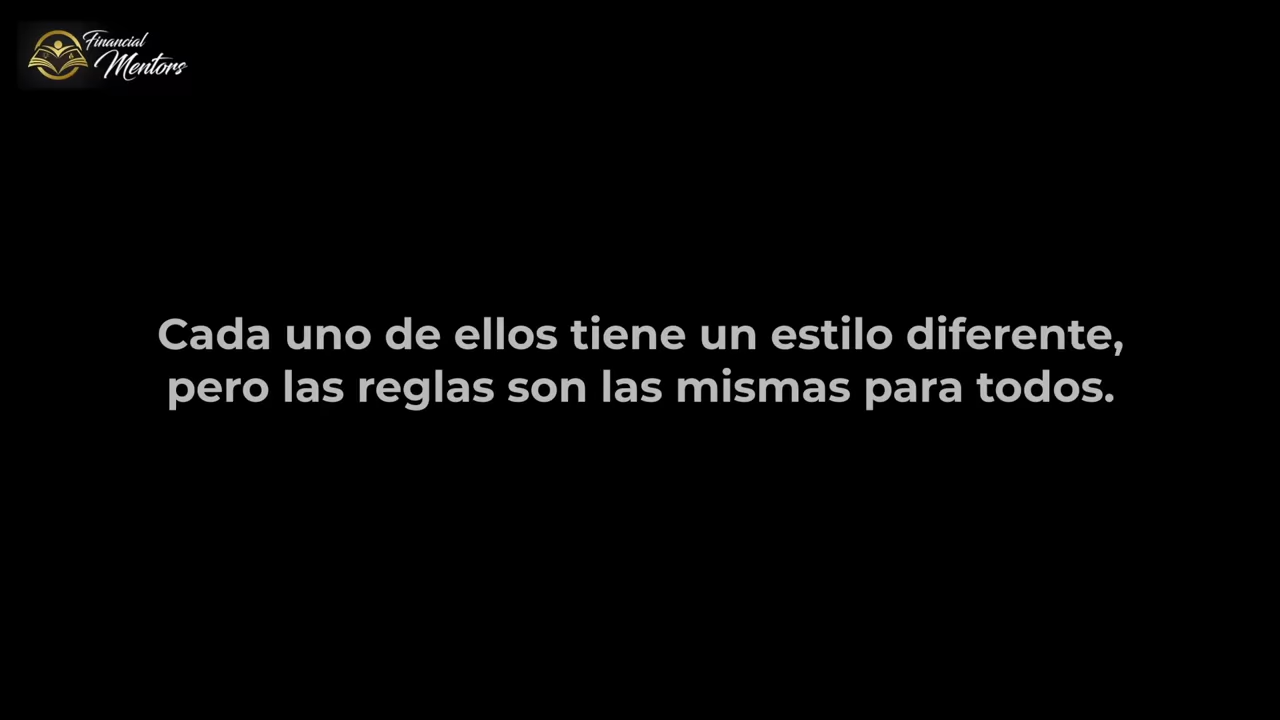 Financial
Mentors
Cada uno de ellos tiene un estilo diferente,
pero las reglas son las mismas para todos.